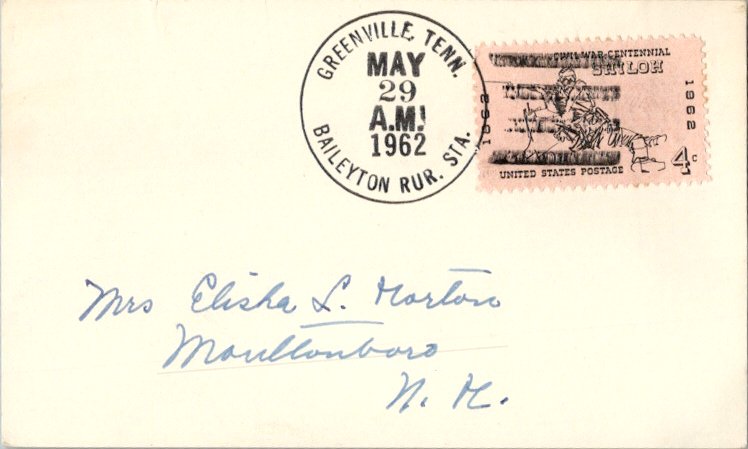 GREENVILLE, TENN.
MAY
29
A.M.
1962
BAILEYTON RUR. STA.
CIVIL WAR CENTENNIAL
SHILOH
1862
1962
4c
UNITED STATES POSTAGE
Mrs Elisha L. Morton
Moultonboro
N. H.